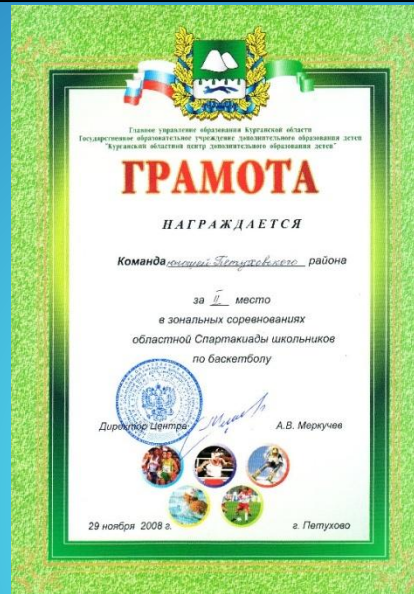 Главное управление образования Курганской области
Государственное образовательное учреждение дополнительного образования детей
"Курганский областной центр дополнительного образования детей"
ГРАМОТА
НАГРАЖДАЕТСЯ
Команда юношей Петуховского района
за II место
в зональных соревнованиях
областной Спартакиады школьников
по баскетболу
Директор Центра А.В. Меркучев
29 ноября 2008 г. г. Петухово